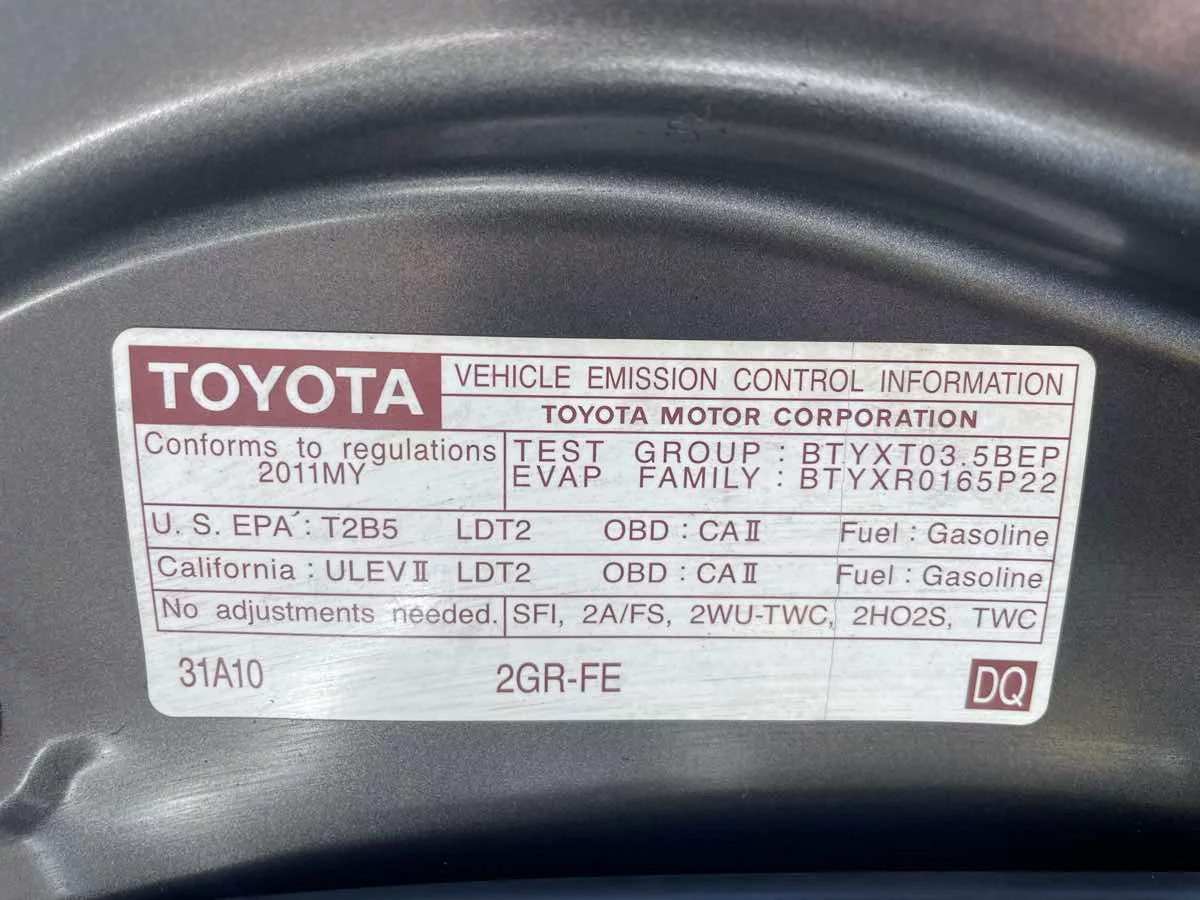 TOYOTA VEHICLE EMISSION CONTROL INFORMATION
TOYOTA MOTOR CORPORATION
Conforms to regulations
2011MY
TEST GROUP : BTYXT03.5BEP
EVAP FAMILY : BTYXR0165P22
U. S. EPA : T2B5 LDT2 OBD : CAⅡ Fuel : Gasoline
California : ULEVⅡ LDT2 OBD : CAⅡ Fuel : Gasoline
No adjustments needed. SFI, 2A/FS, 2WU-TWC, 2HO2S, TWC
31A10 2GR-FE DQ